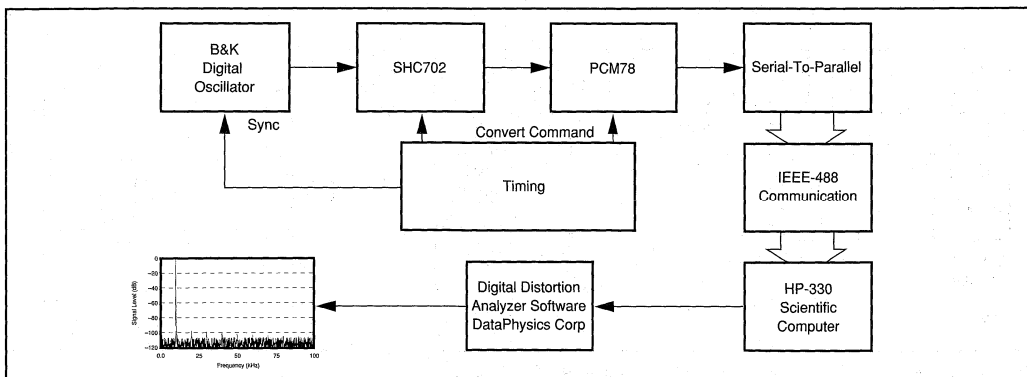 B&K
Digital
Oscillator
SHC702
PCM78
Serial-To-Parallel
Sync
Convert Command
Timing
IEEE-488
Communication
HP-330
Scientific
Computer
Digital Distortion
Analyzer Software
DataPhysics Corp
Signal Level (dB)
0
–20
–40
–60
–80
–100
–120
0.0
25
50
75
100
Frequency (kHz)